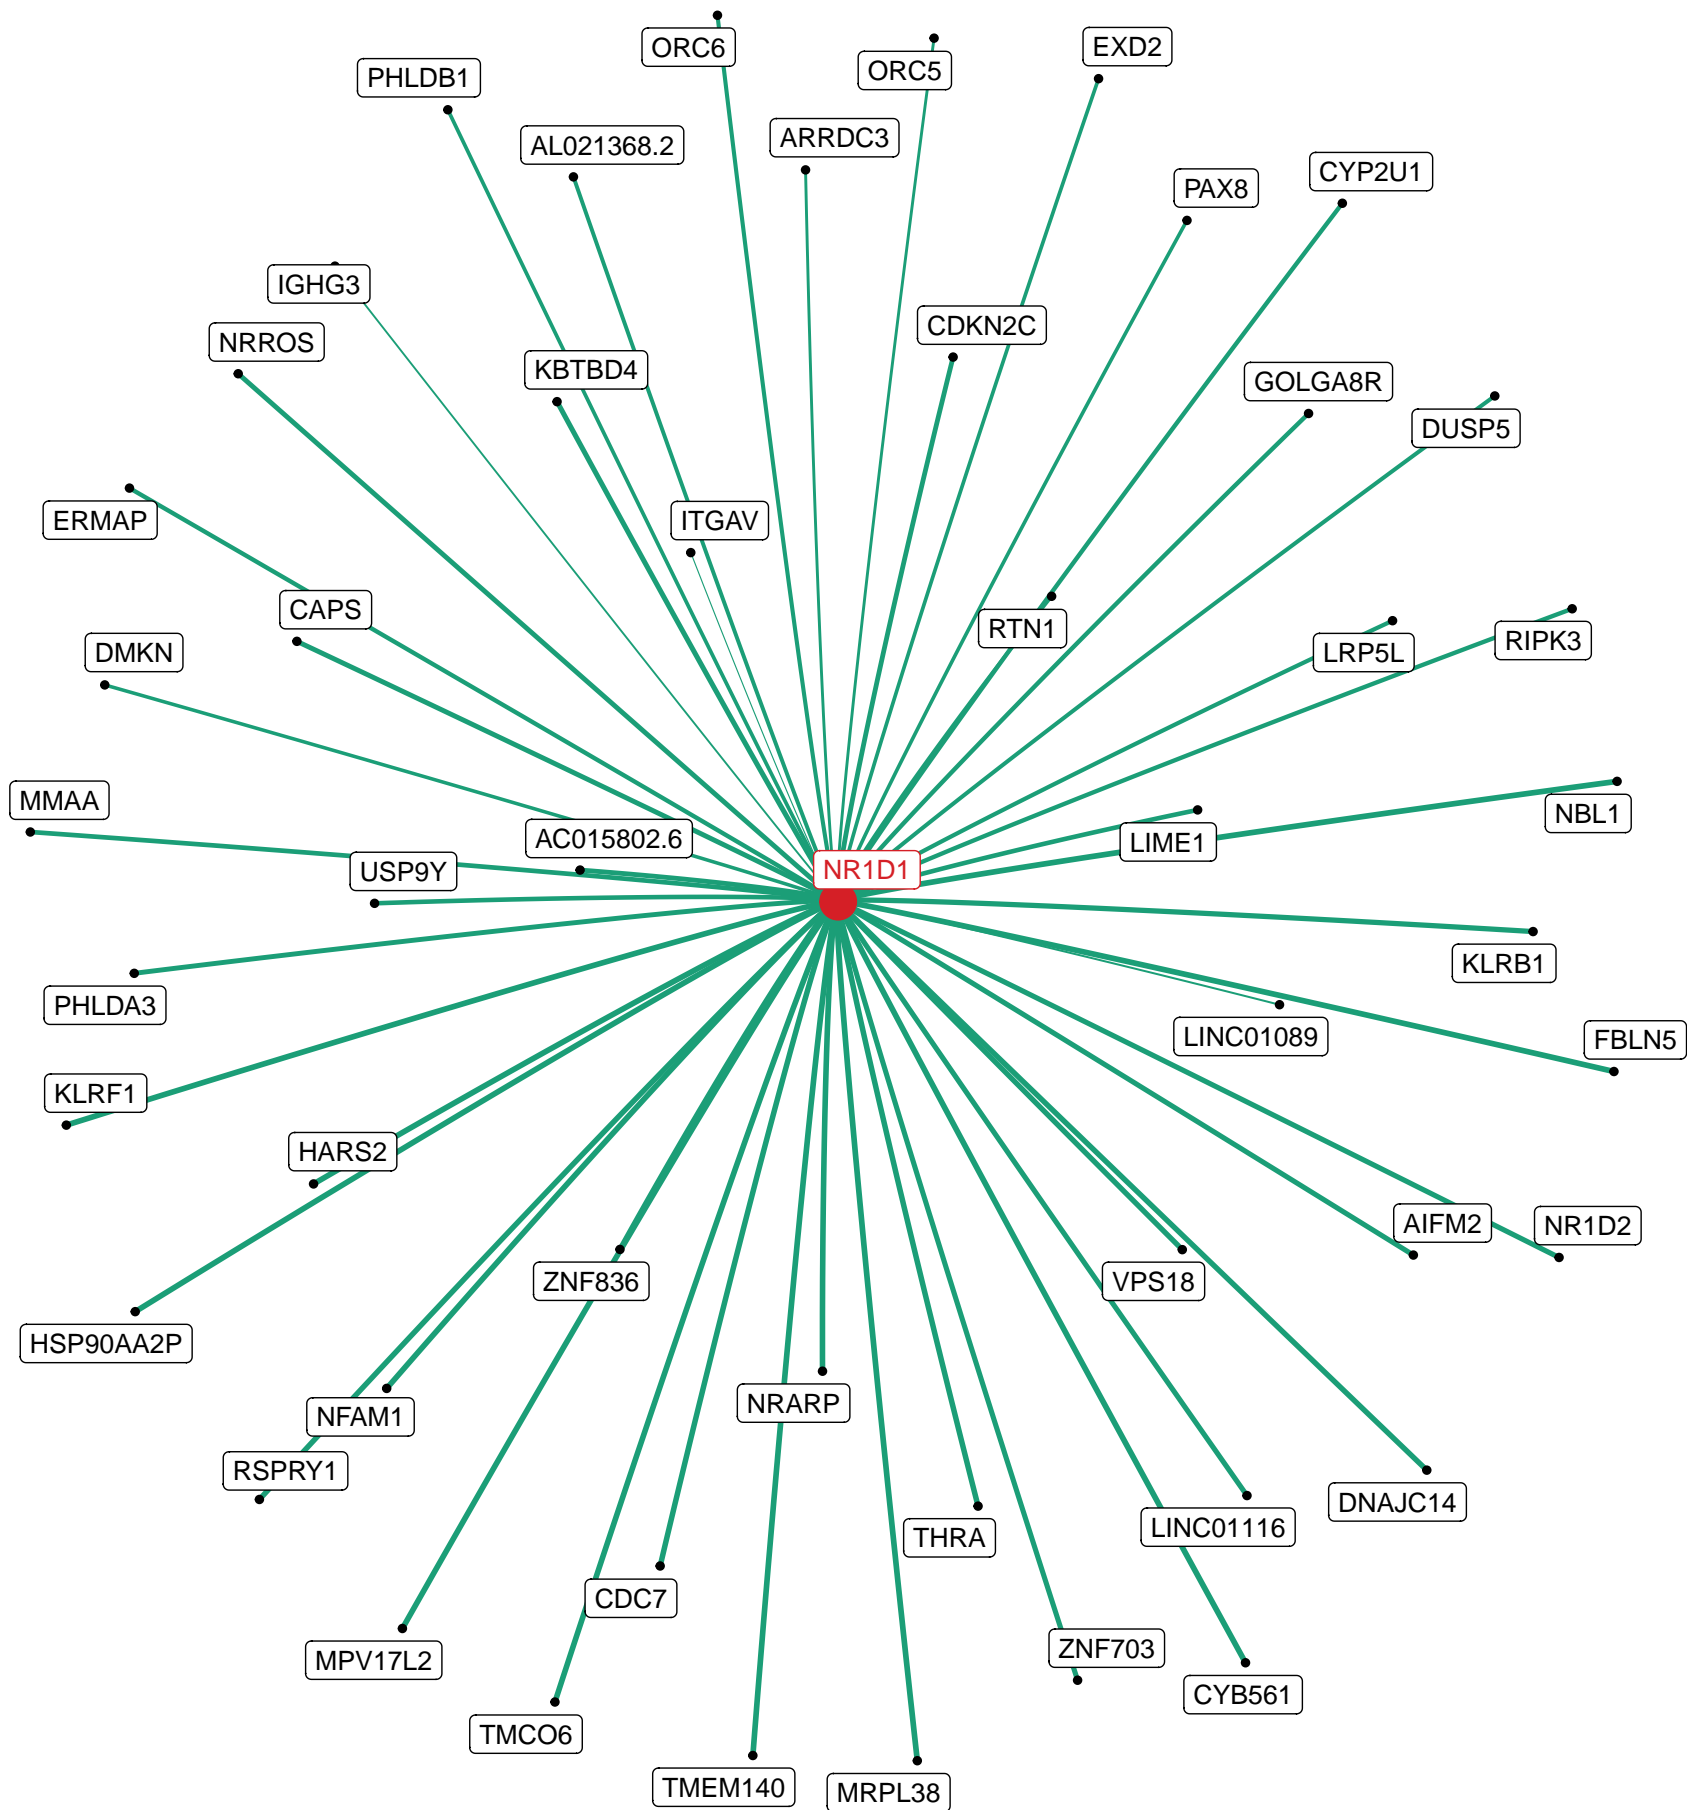 ORC6
EXD2
ORC5
PHLDB1
ARRDC3
AL021368.2
CYP2U1
PAX8
IGHG3
CDKN2C
NRROS
KBTBD4
GOLGA8R
DUSP5
ITGAV
ERMAP
CAPS
RTN1
RIPK3
DMKN
LRP5L
MMAA
NBL1
AC015802.6
LIME1
NR1D1
USP9Y
KLRB1
PHLDA3
LINC01089
FBLN5
KLRF1
HARS2
AIFM2
NR1D2
ZNF836
VPS18
HSP90AA2P
NRARP
NFAM1
RSPRY1
DNAJC14
LINC01116
THRA
CDC7
ZNF703
MPV17L2
CYB561
TMCO6
TMEM140
MRPL38